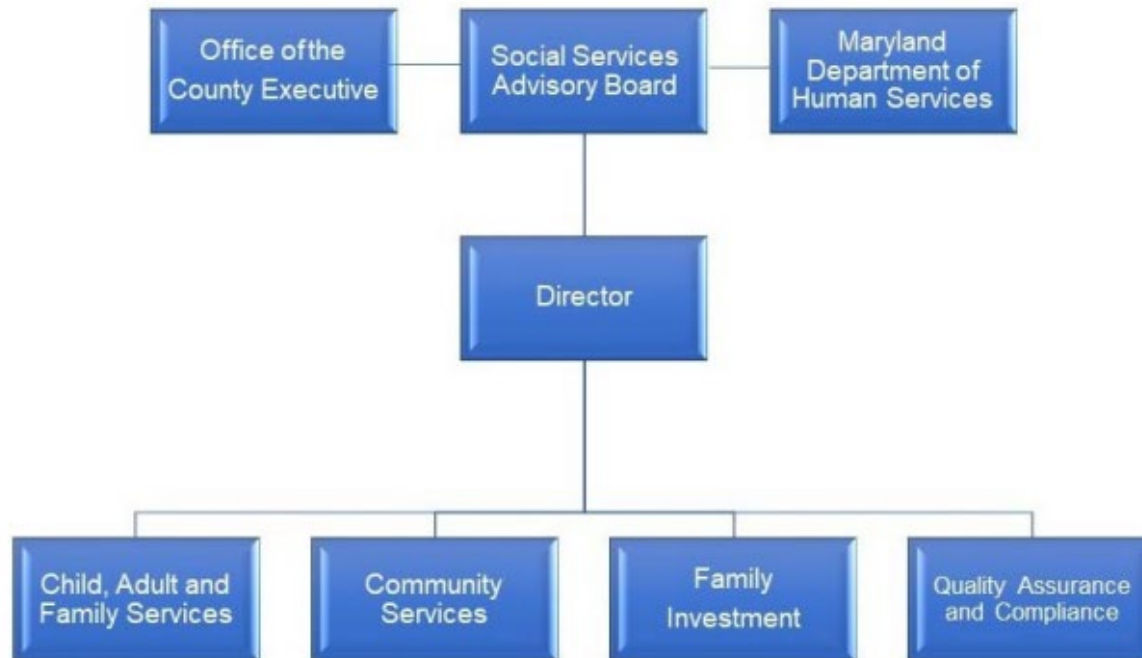 Office of the
County Executive
Social Services
Advisory Board
Maryland
Department of
Human Services
Director
Child, Adult and
Family Services
Community
Services
Family
Investment
Quality Assurance
and Compliance